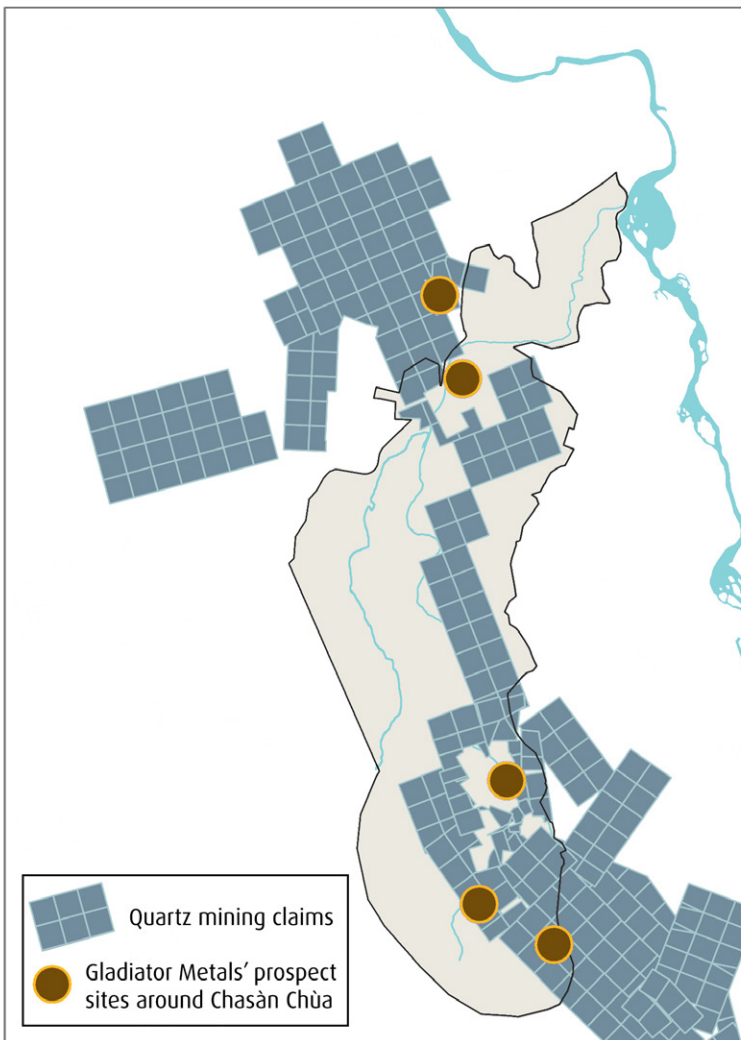 Quartz mining claims
Gladiator Metals’ prospect
sites around Chasàn Chùa